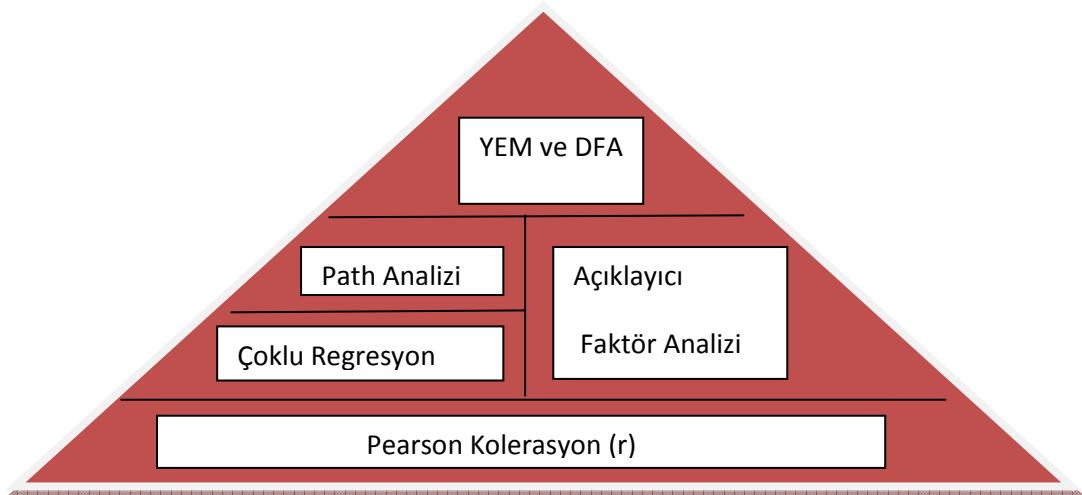 YEM ve DFA
Path Analizi
Açıklayıcı
Faktör Analizi
Çoklu Regresyon
Pearson Kolerasyon (r)